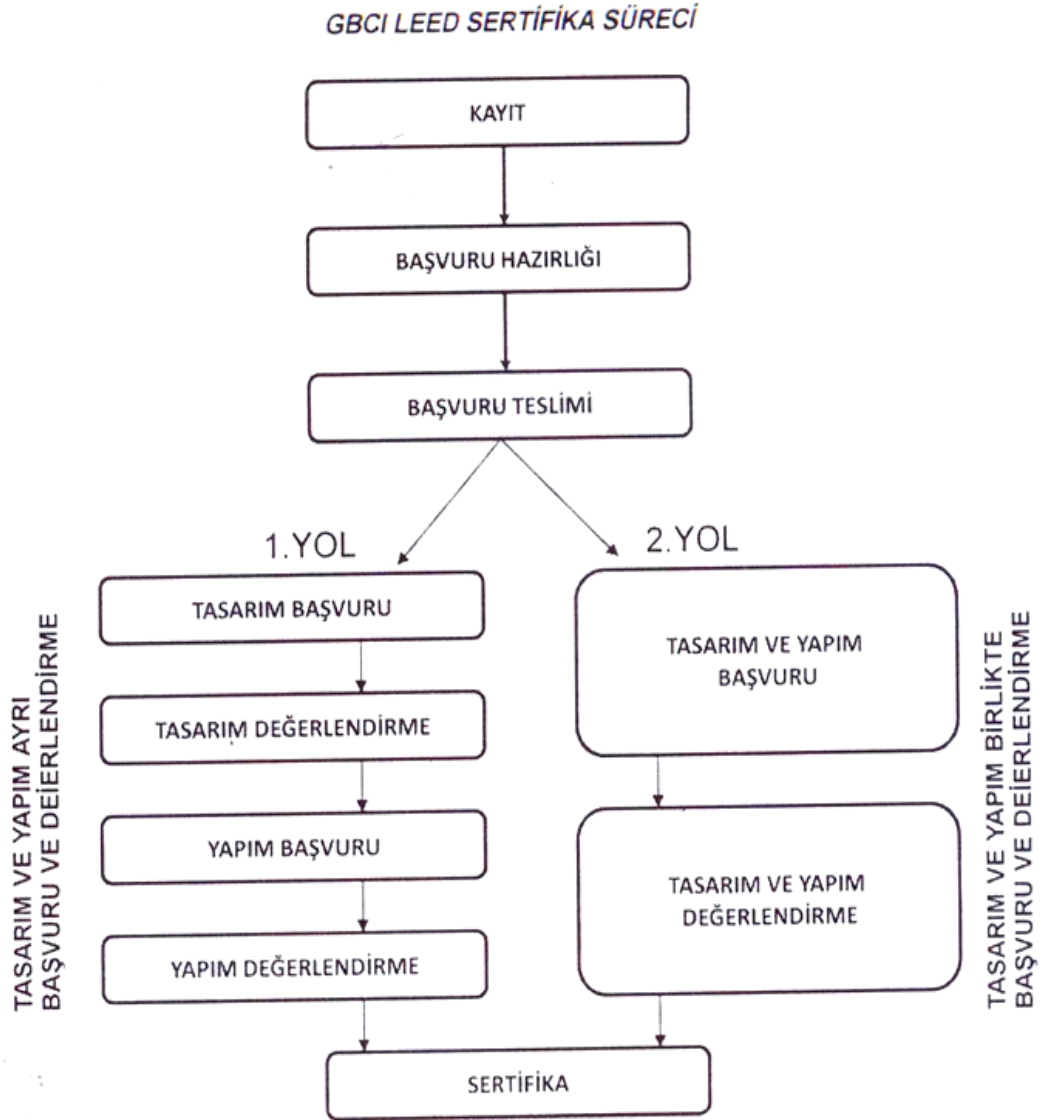 GBCI LEED SERTİFİKA SÜRECİ
KAYIT
BAŞVURU HAZIRLIĞI
BAŞVURU TESLİMİ
1.YOL
2.YOL
TASARIM VE YAPIM AYRI
BAŞVURU VE DEİERLENDİRME
TASARIM BAŞVURU
TASARIM DEĞERLENDİRME
YAPIM BAŞVURU
YAPIM DEĞERLENDİRME
TASARIM VE YAPIM
BAŞVURU
TASARIM VE YAPIM
DEĞERLENDİRME
TASARIM VE YAPIM BİRLİKTE
BAŞVURU VE DEİERLENDİRME
SERTİFİKA